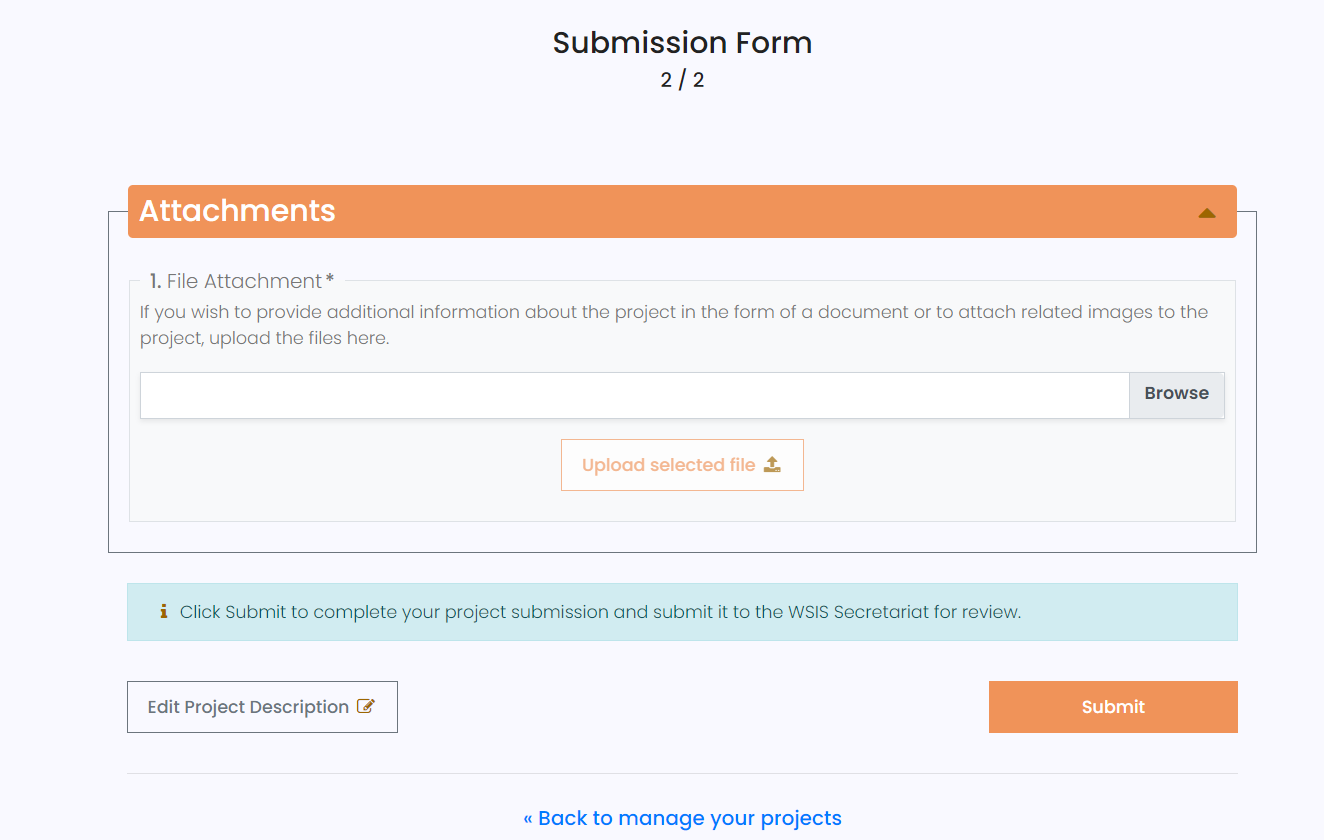 Submission Form
2 / 2
Attachments
1. File Attachment*
If you wish to provide additional information about the project in the form of a document or to attach related images to the
project, upload the files here.
Browse
Upload selected file
Click Submit to complete your project submission and submit it to the WSIS Secretariat for review.
Edit Project Description
Submit
« Back to manage your projects